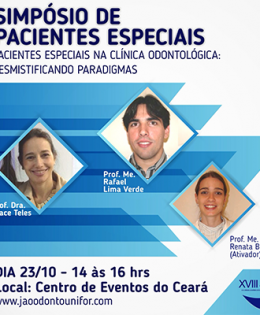 SIMPÓSIO DE
PACIENTES ESPECIAIS
PACIENTES ESPECIAIS NA CLÍNICA ODONTOLÓGICA:
DESMISTIFICANDO PARADIGMAS
Prof. Me.
Rafael
Lima Verde
Prof. Dra.
ace Teles
Prof. Me.
Renata B
(Ativador)
DIA 23/10 - 14 às 16 hrs
Local: Centro de Eventos do Ceará
www.jaoodontounifor.com/
XVIII